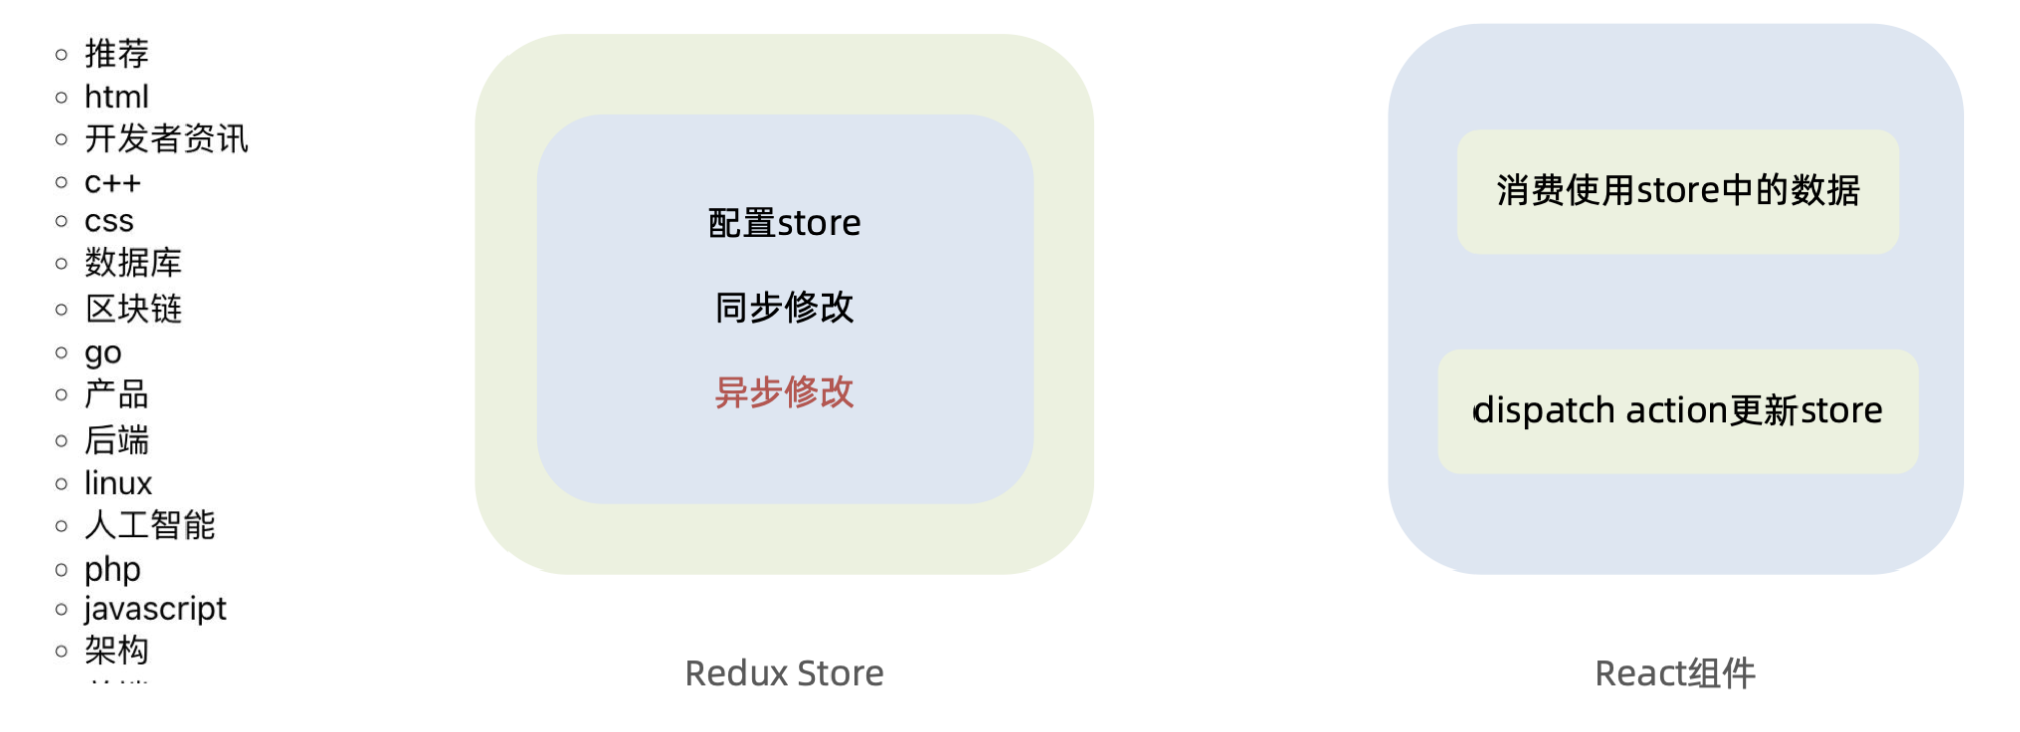 推荐
html
开发者资讯
c++
css
数据库
区块链
go
产品
后端
linux
人工智能
php
javascript
架构
配置store
同步修改
异步修改
Redux Store
消费使用store中的数据
dispatch action更新store
React组件